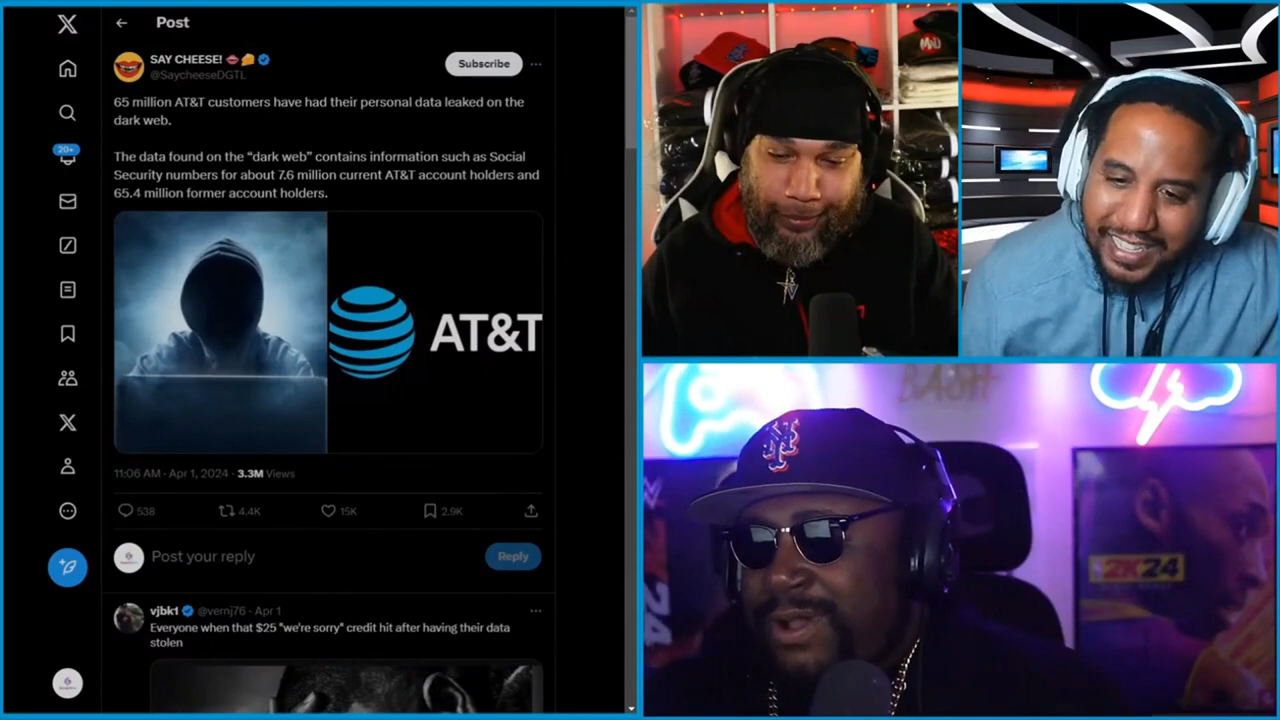 Post
SAY CHEESE!
@SaycheeseDGTL
Subscribe
65 million AT&T customers have had their personal data leaked on the
dark web.
The data found on the “dark web” contains information such as Social
Security numbers for about 7.6 million current AT&T account holders and
65.4 million former account holders.
AT&T
11:06 AM · Apr 1, 2024 · 3.3M Views
538
4.4K
15K
2.9K
Post your reply
Reply
vjbk1 @vernj76 · Apr 1
Everyone when that $25 "we're sorry" credit hit after having their data
stolen
20+
BASH
NY
2K24